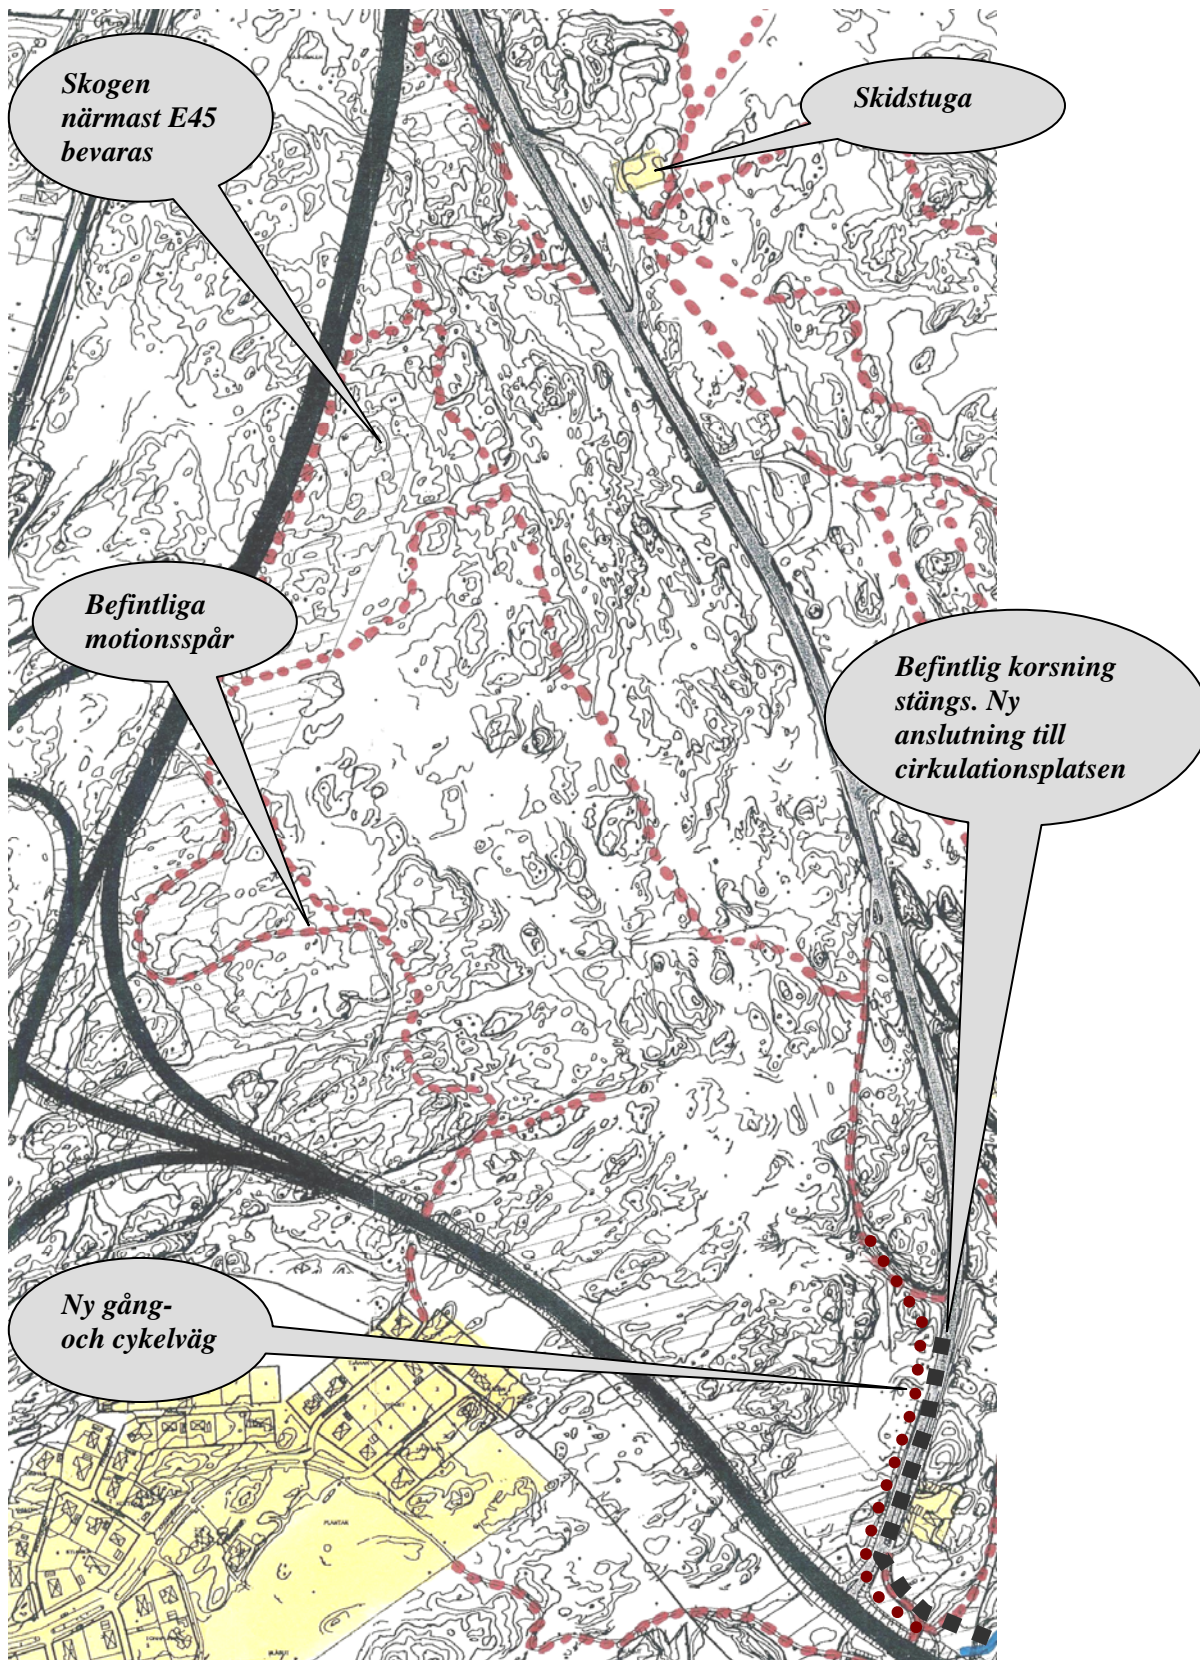 Skogen
närmast E45
bevaras
Skidstuga
Befintliga
motionsspår
Befintlig korsning
stängs. Ny
anslutning till
cirkulationsplatsen
Ny gång-
och cykelväg